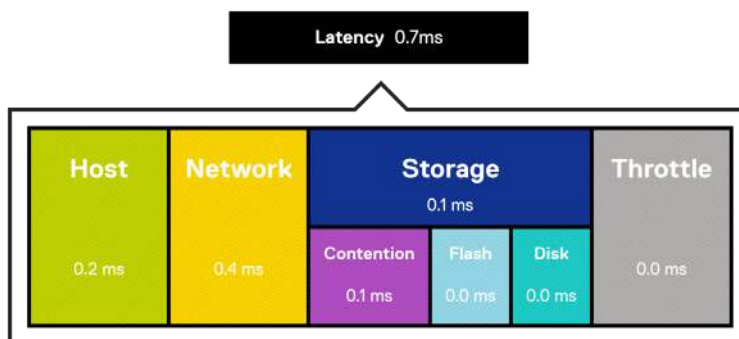 Latency 0.7ms
Host
0.2 ms
Network
0.4 ms
Storage
0.1 ms
Contention
0.1 ms
Flash
0.0 ms
Disk
0.0 ms
Throttle
0.0 ms